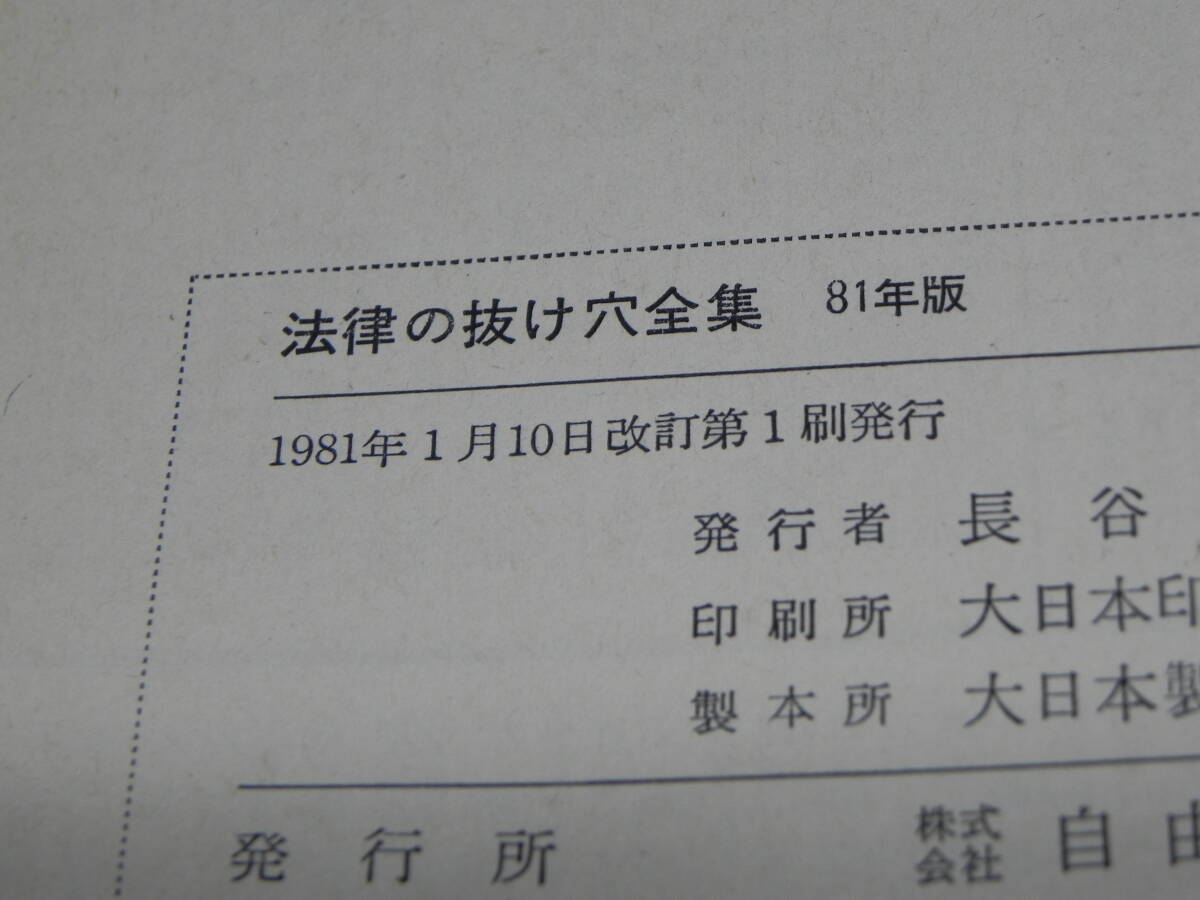 法律の抜け穴全集 81年版
1981年1月10日改訂第1刷発行
発行者 長谷
印刷所 大日本印
製本所 大日本製
発行所 株式会社 自由